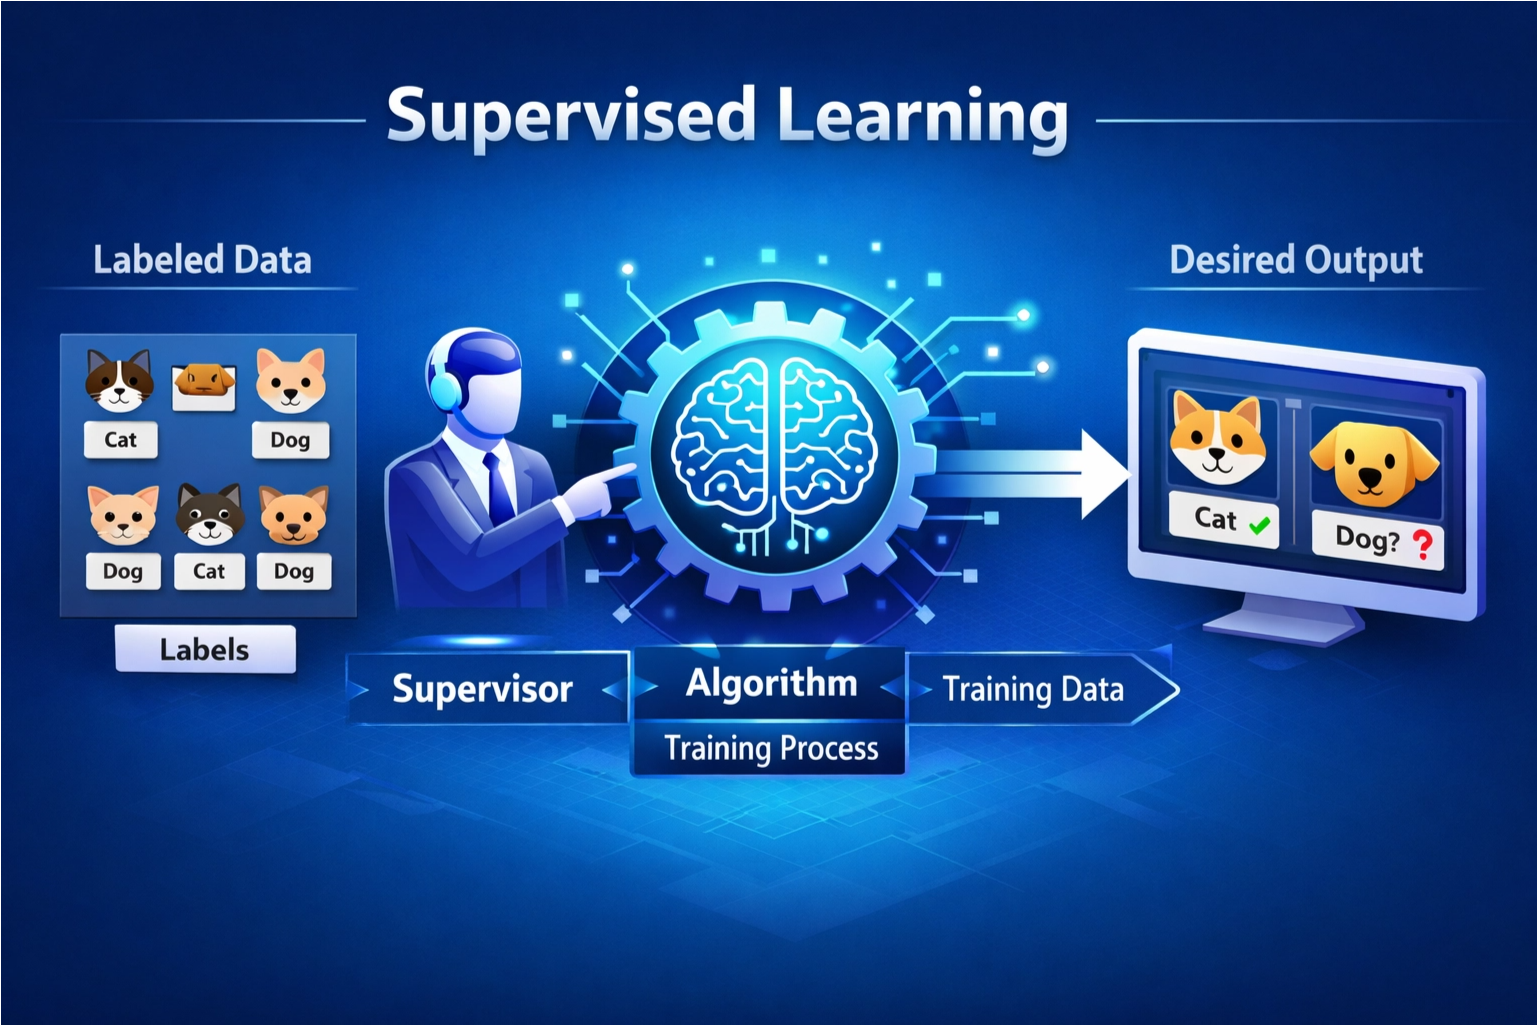 Supervised Learning
Labeled Data
Cat
Dog
Dog
Cat
Dog
Labels
Supervisor
Algorithm
Training Process
Training Data
Desired Output
Cat
Dog?
?